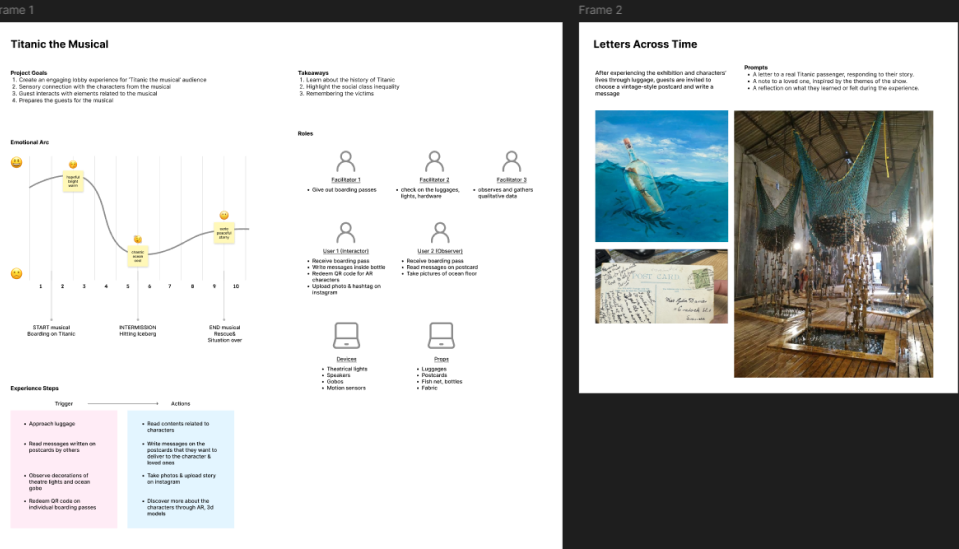 Frame 1
Titanic the Musical
Project Goals
1. Create an engaging lobby experience for 'Titanic the musical' audience
2. Sensory connection with the characters from the musical
3. Guest interacts with elements related to the musical
4. Prepares the guests for the musical
Takeaways
1. Learn about the history of Titanic
2. Highlight the social class inequality
3. Remembering the victims
Emotional Arc
hopeful
bright
warm
ocean
story
1 2 3 4 5 6 7 8 9 10
START musical
Boarding on Titanic
INTERMISSION
Hitting Iceberg
END musical
Rescue&
Situation over
Roles
Facilitator 1
• Give out boarding passes
Facilitator 2
• check on the luggages,
lights, hardware
Facilitator 3
• observes and gathers
qualitative data
User 1 (Interactor)
• Receive boarding pass
• Write messages inside bottle
• Redeem QR code for AR
characters
• Upload photo & hashtag on
instagram
User 2 (Observer)
• Receive boarding pass
• Read messages on postcard
• Take pictures of ocean floor
Devices
• Theatrical lights
• Speakers
• Gobos
• Motion sensors
Props
• Luggages
• Postcards
• Fish net, bottles
• Fabric
Experience Steps
Trigger
Actions
• Approach luggage
• Read messages written on
postcards by others
• Observe decorations of
theatre lights and ocean
gobo
• Redeem QR code on
individual boarding passes
• Read contents related to
characters
• Write messages on the
postcards that they want to
deliver to the character &
loved ones
• Take photos & upload story
on instagram
• Discover more about the
characters through AR, 3d
models
Frame 2
Letters Across Time
After experiencing the exhibition and characters'
lives through luggage, guests are invited to
choose a vintage-style postcard and write a
message
Prompts
• A letter to a real Titanic passenger, responding to their story.
• A note to a loved one, inspired by the themes of the show.
• A reflection on what they learned or felt during the experience.
POST CARD